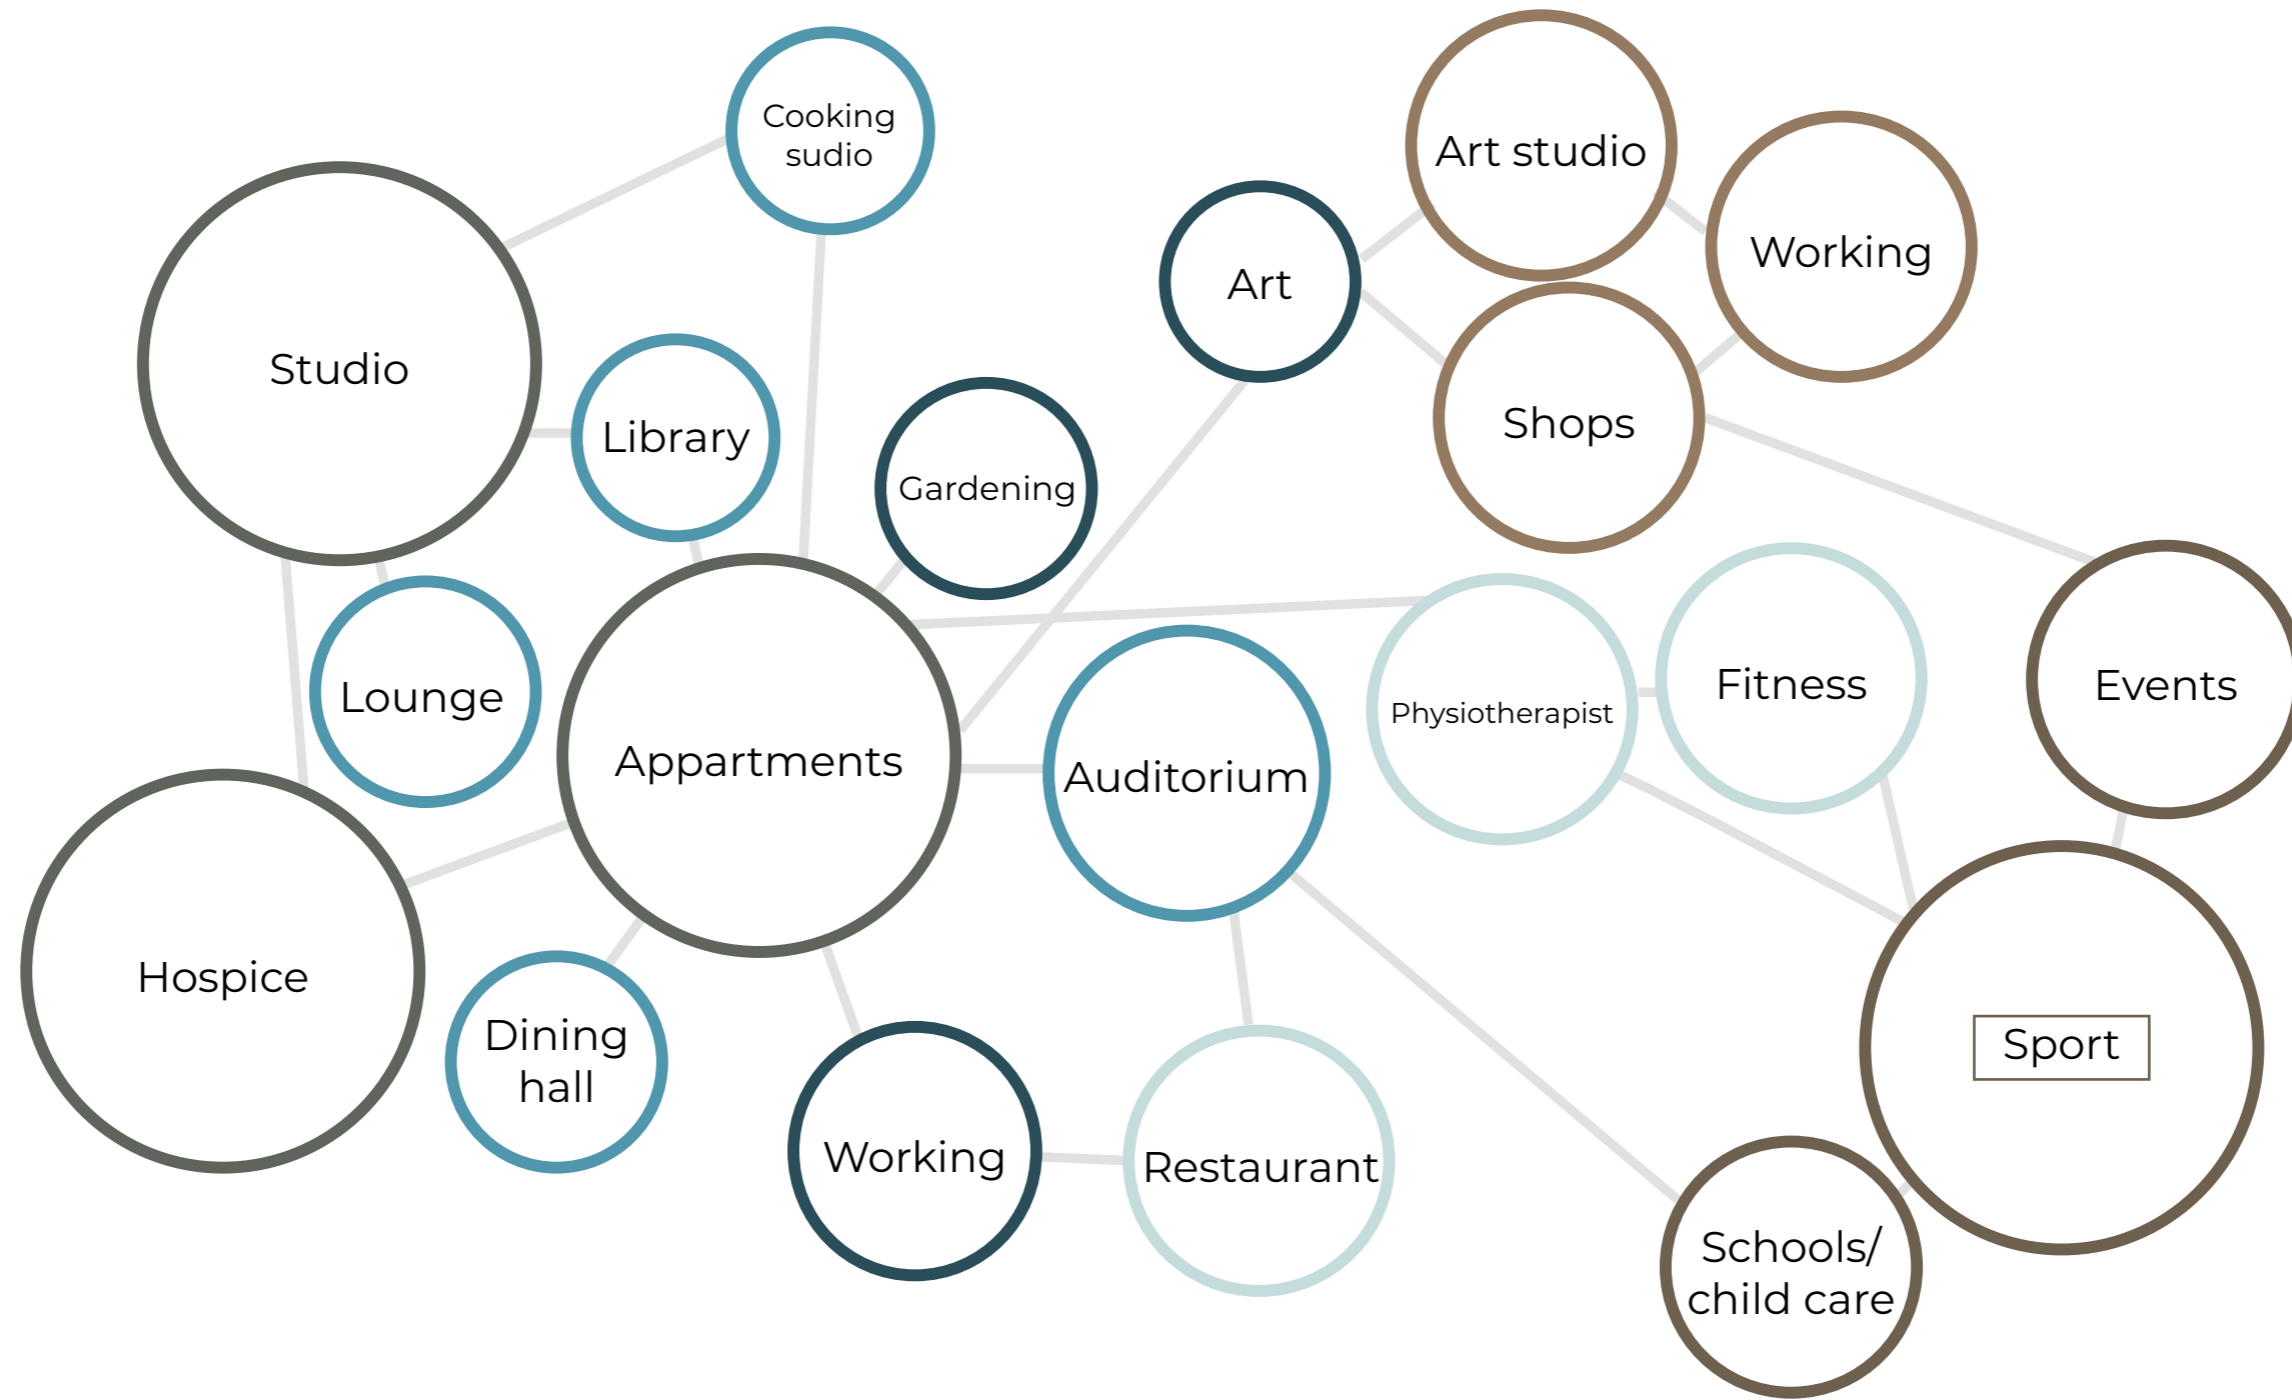 Cooking
sudio
Art studio
Working
Art
Studio
Library
Shops
Gardening
Lounge
Appartments
Auditorium
Physiotherapist
Fitness
Events
Hospice
Dining
hall
Working
Restaurant
Sport
Schools/
child care